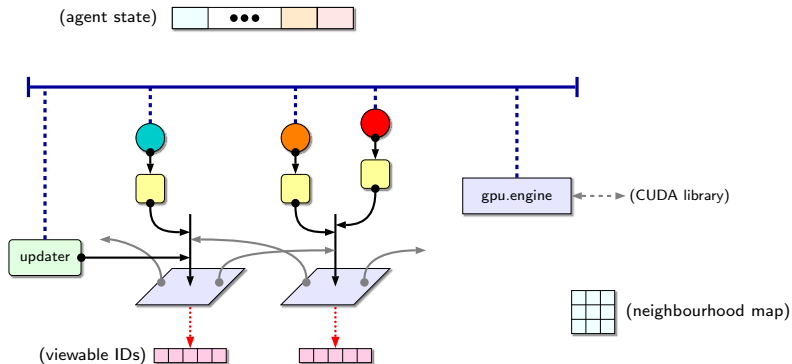 (agent state)
gpu.engine
(CUDA library)
updater
(neighbourhood map)
(viewable IDs)